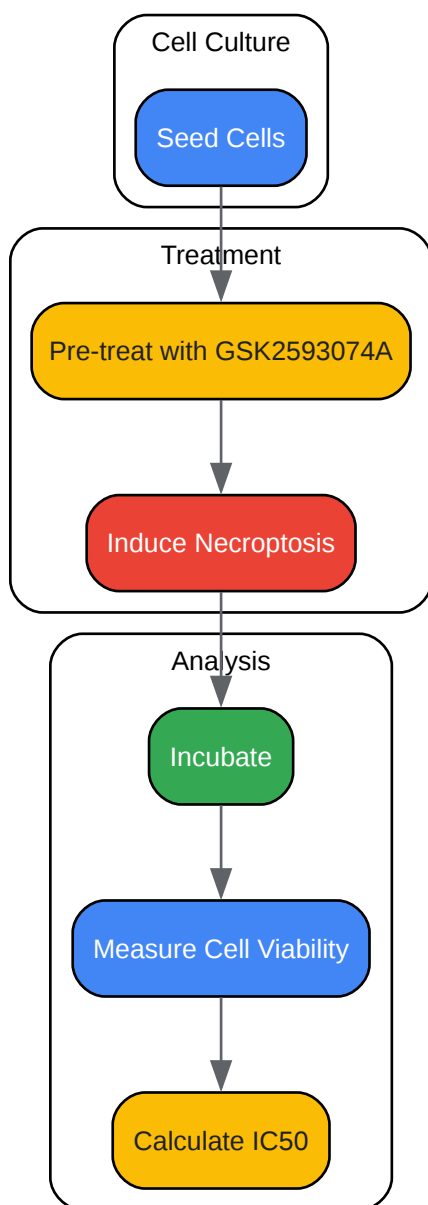 Cell Culture
Seed Cells
Treatment
Pre-treat with GSK2593074A
Induce Necroptosis
Analysis
Incubate
Measure Cell Viability
Calculate IC50